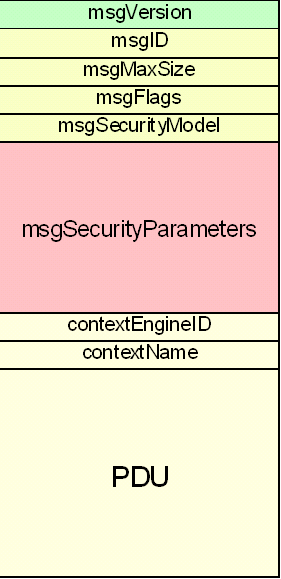 msgVersion
msgID
msgMaxSize
msgFlags
msgSecurityModel
msgSecurityParameters
contextEngineID
contextName
PDU